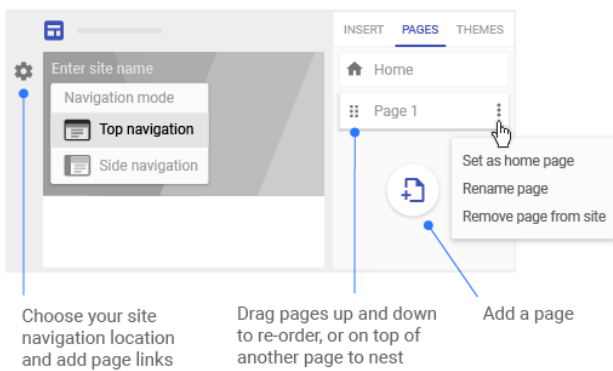 INSERT PAGES THEMES
Enter site name
Navigation mode
Top navigation
Side navigation
Home
Page 1
Set as home page
Rename page
Remove page from site
Choose your site
navigation location
and add page links
Drag pages up and down
to re-order, or on top of
another page to nest
Add a page